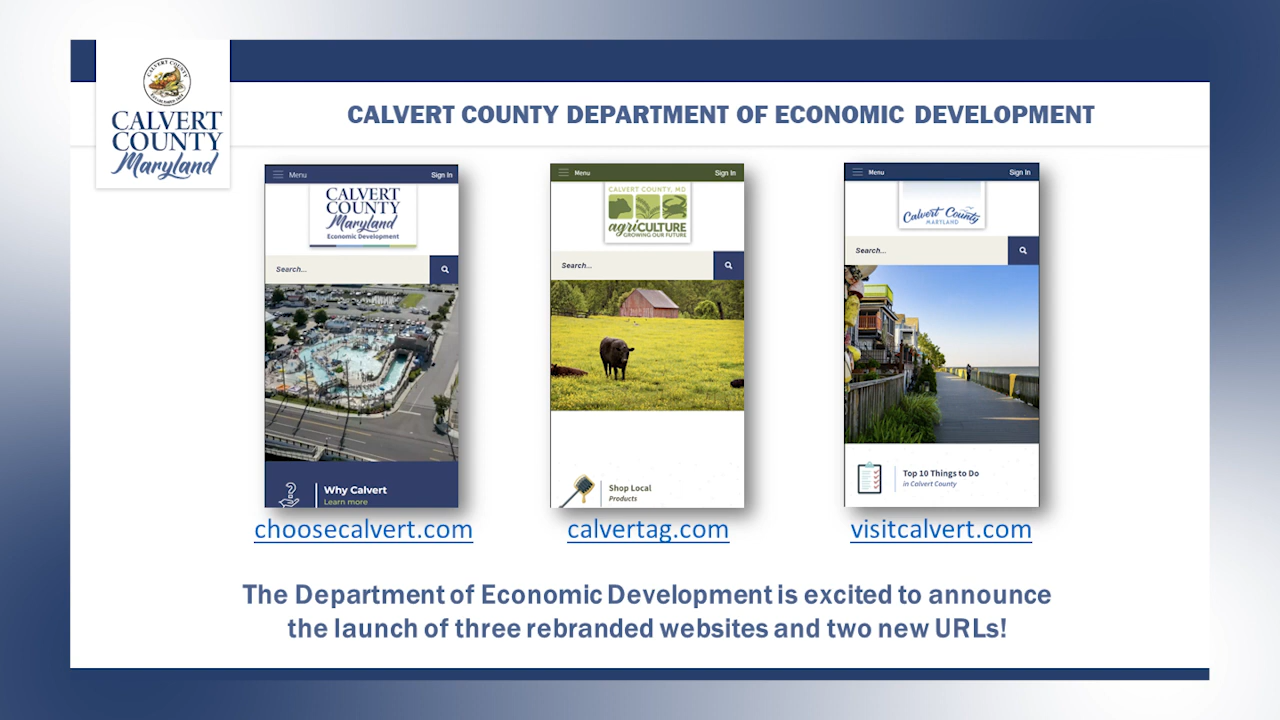 CALVERT COUNTY
ESTABLISHED 1654
CALVERT
COUNTY
Maryland
CALVERT COUNTY DEPARTMENT OF ECONOMIC DEVELOPMENT
Menu
Sign In
CALVERT
COUNTY
Maryland
Economic Development
Search...
Why Calvert
Learn more
choosecalvert.com
Menu
Sign In
CALVERT COUNTY, MD
agriCULTURE
GROWING OUR FUTURE
Search...
Shop Local
Products
calvertag.com
Menu
Sign In
Calvert County
MARYLAND
Search...
Top 10 Things to Do
in Calvert County
visitcalvert.com
The Department of Economic Development is excited to announce
the launch of three rebranded websites and two new URLs!